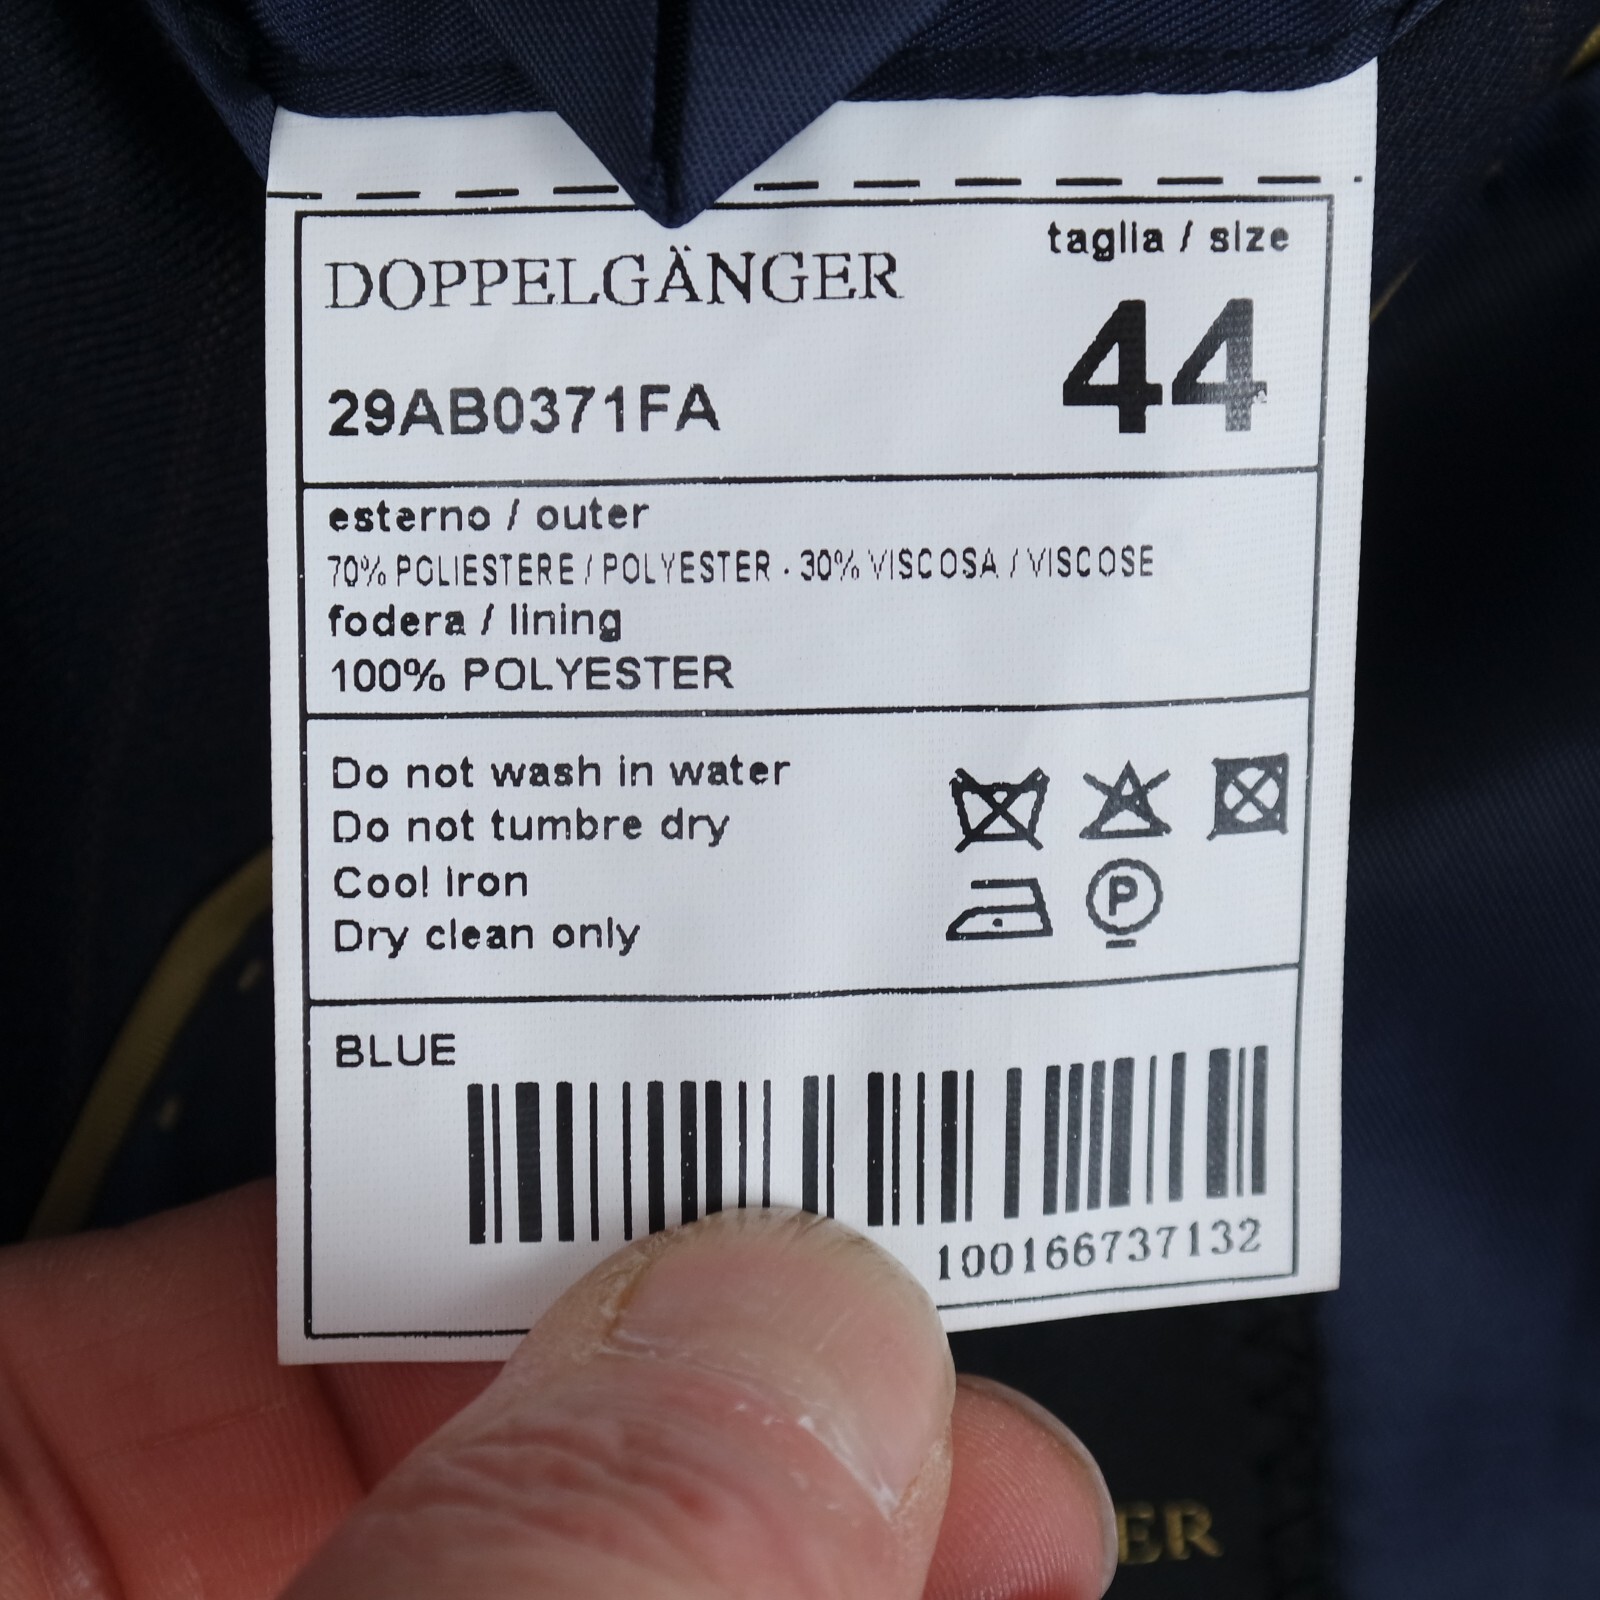 taglia / size
DOPPELGÄNGER
44
29AB0371FA
esterno / outer
70% POLIESTERE / POLYESTER · 30% VISCOSA / VISCOSE
fodera / lining
100% POLYESTER
Do not wash in water
Do not tumbre dry
Cool iron
Dry clean only
P
BLUE
100166737132
ER